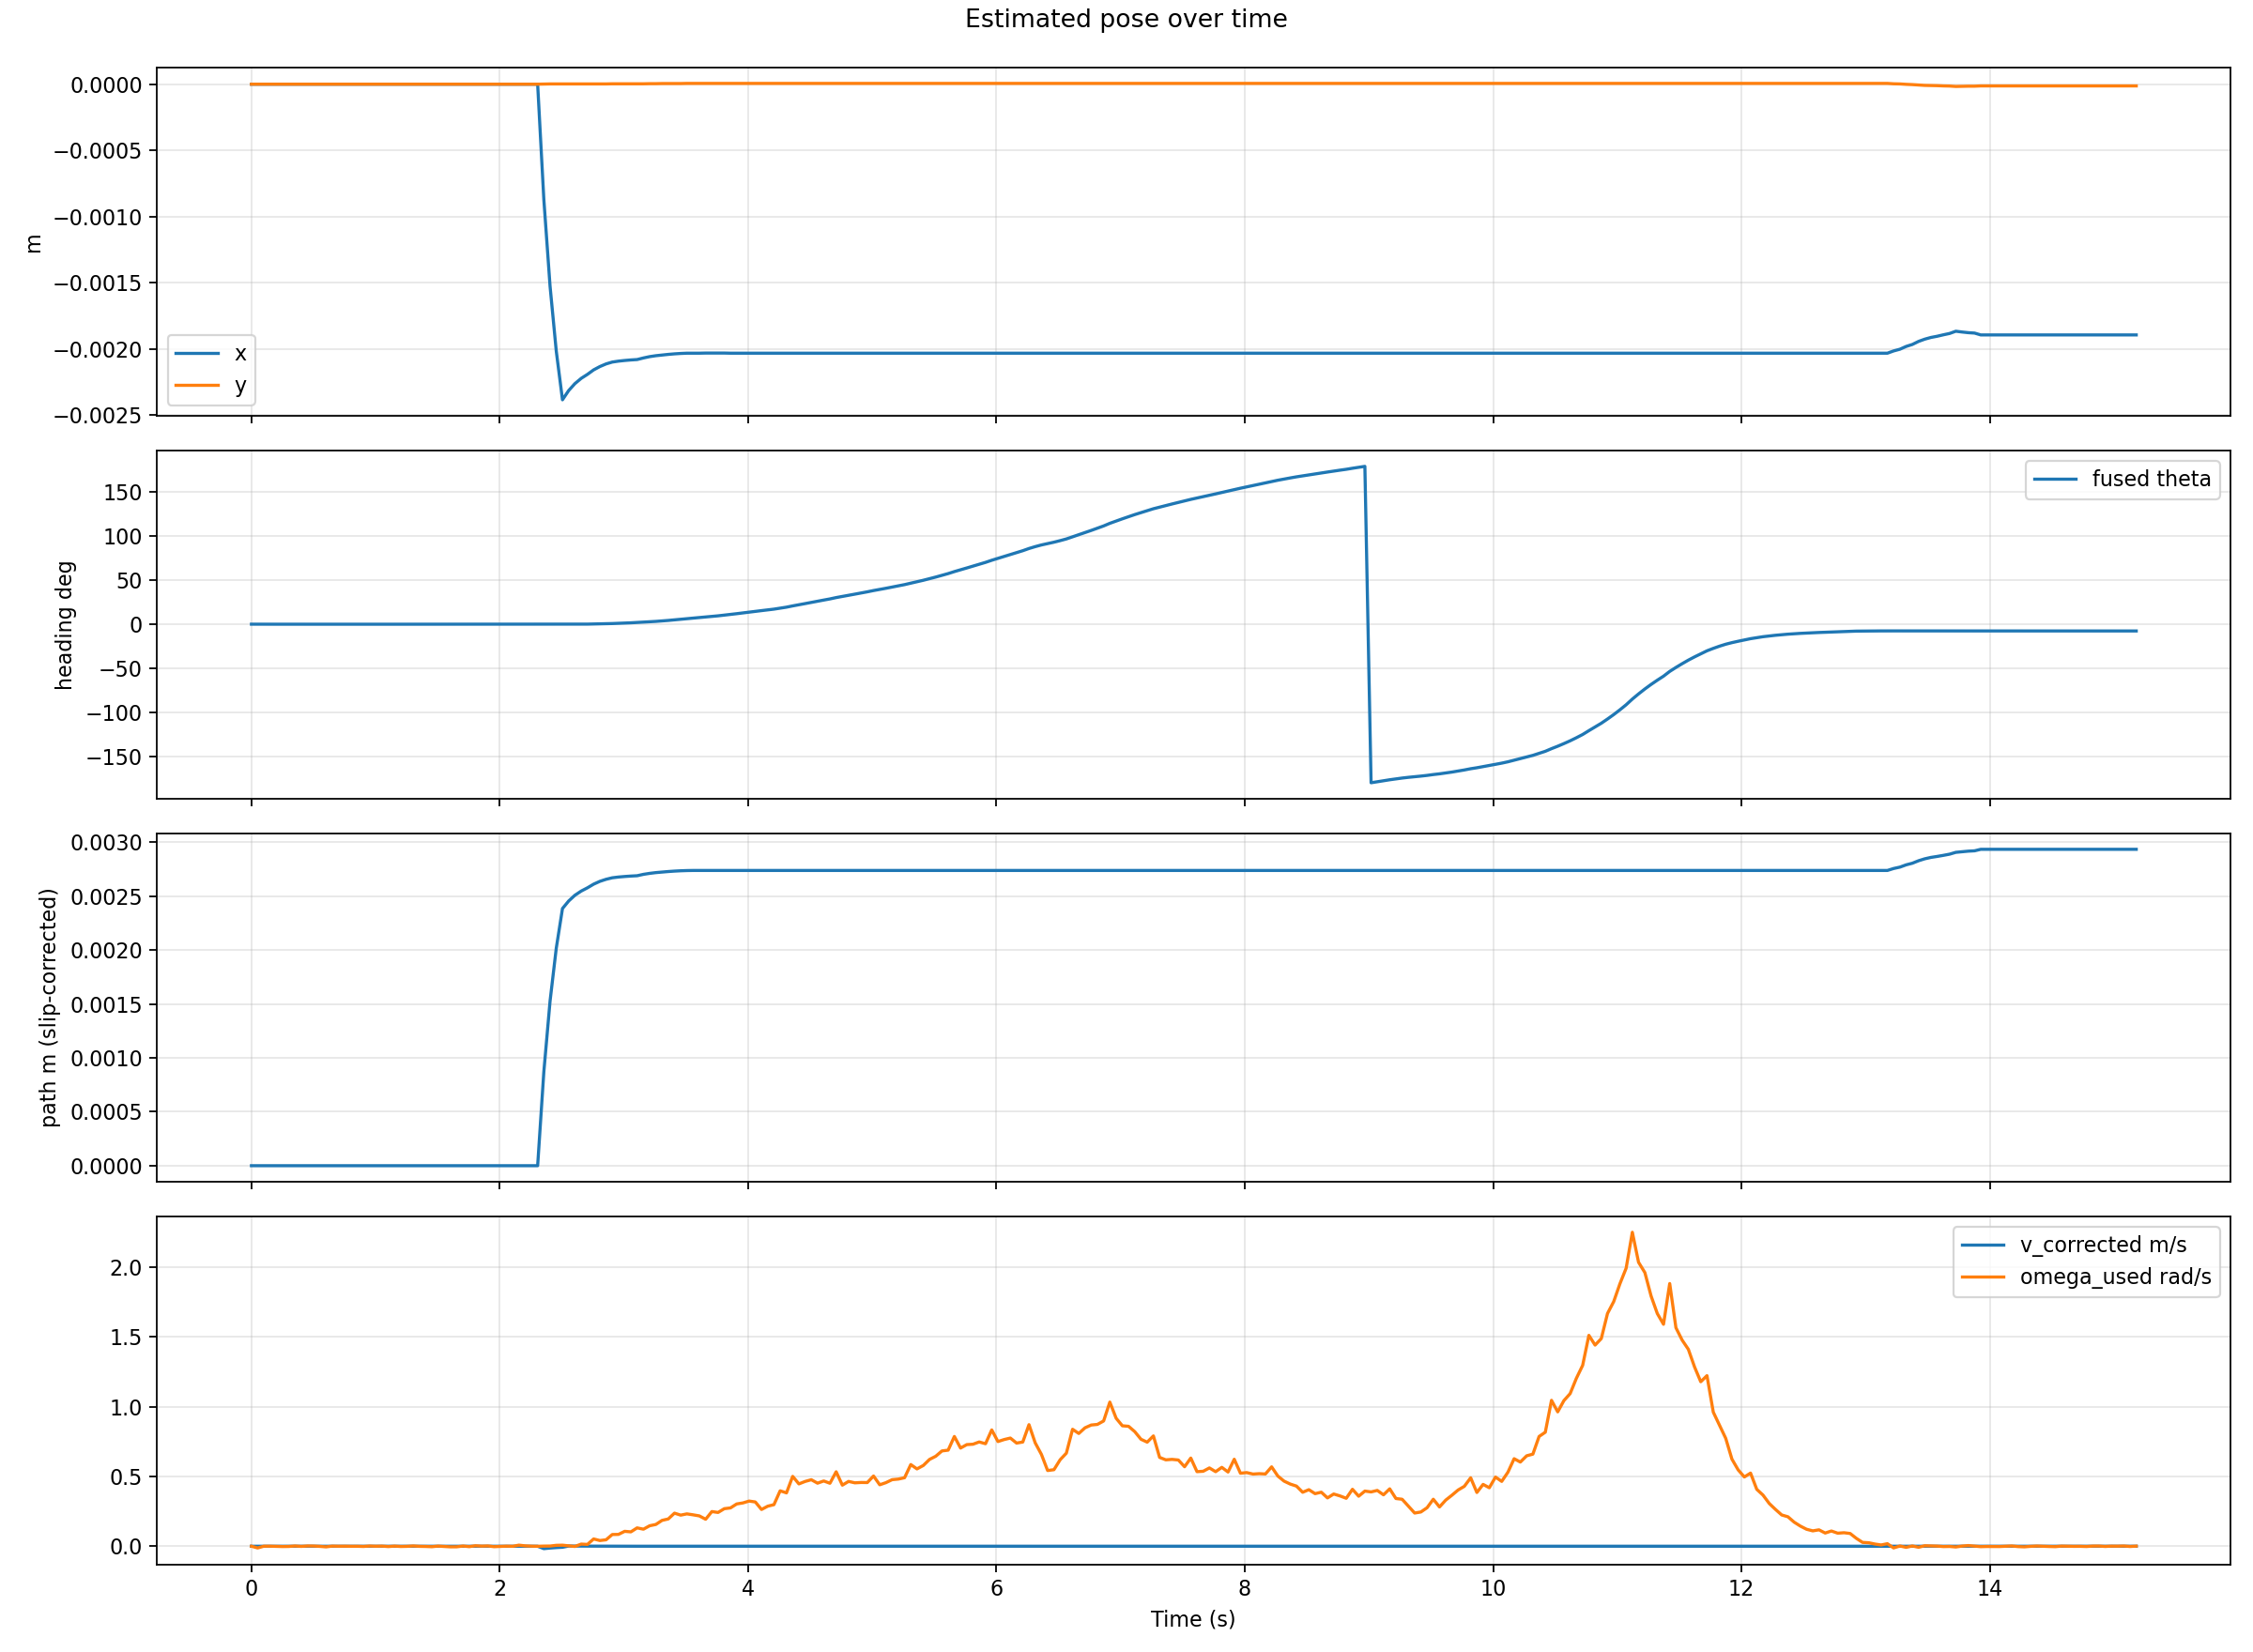 Estimated pose over time
0.0000
−0.0005
−0.0010
−0.0015
−0.0020
−0.0025
m
x
y
150
100
50
0
−50
−100
−150
heading deg
fused theta
0.0030
0.0025
0.0020
0.0015
0.0010
0.0005
0.0000
path m (slip-corrected)
2.0
1.5
1.0
0.5
0.0
v_corrected m/s
omega_used rad/s
0 2 4 6 8 10 12 14
Time (s)